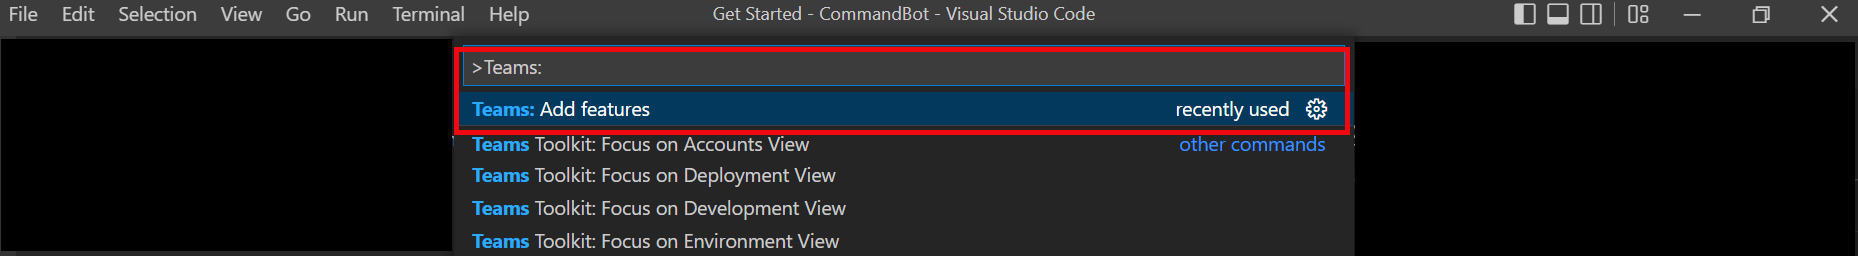 File Edit Selection View Go Run Terminal Help Get Started - CommandBot - Visual Studio Code
>Teams:
Teams: Add features recently used
Teams Toolkit: Focus on Accounts View other commands
Teams Toolkit: Focus on Deployment View
Teams Toolkit: Focus on Development View
Teams Toolkit: Focus on Environment View